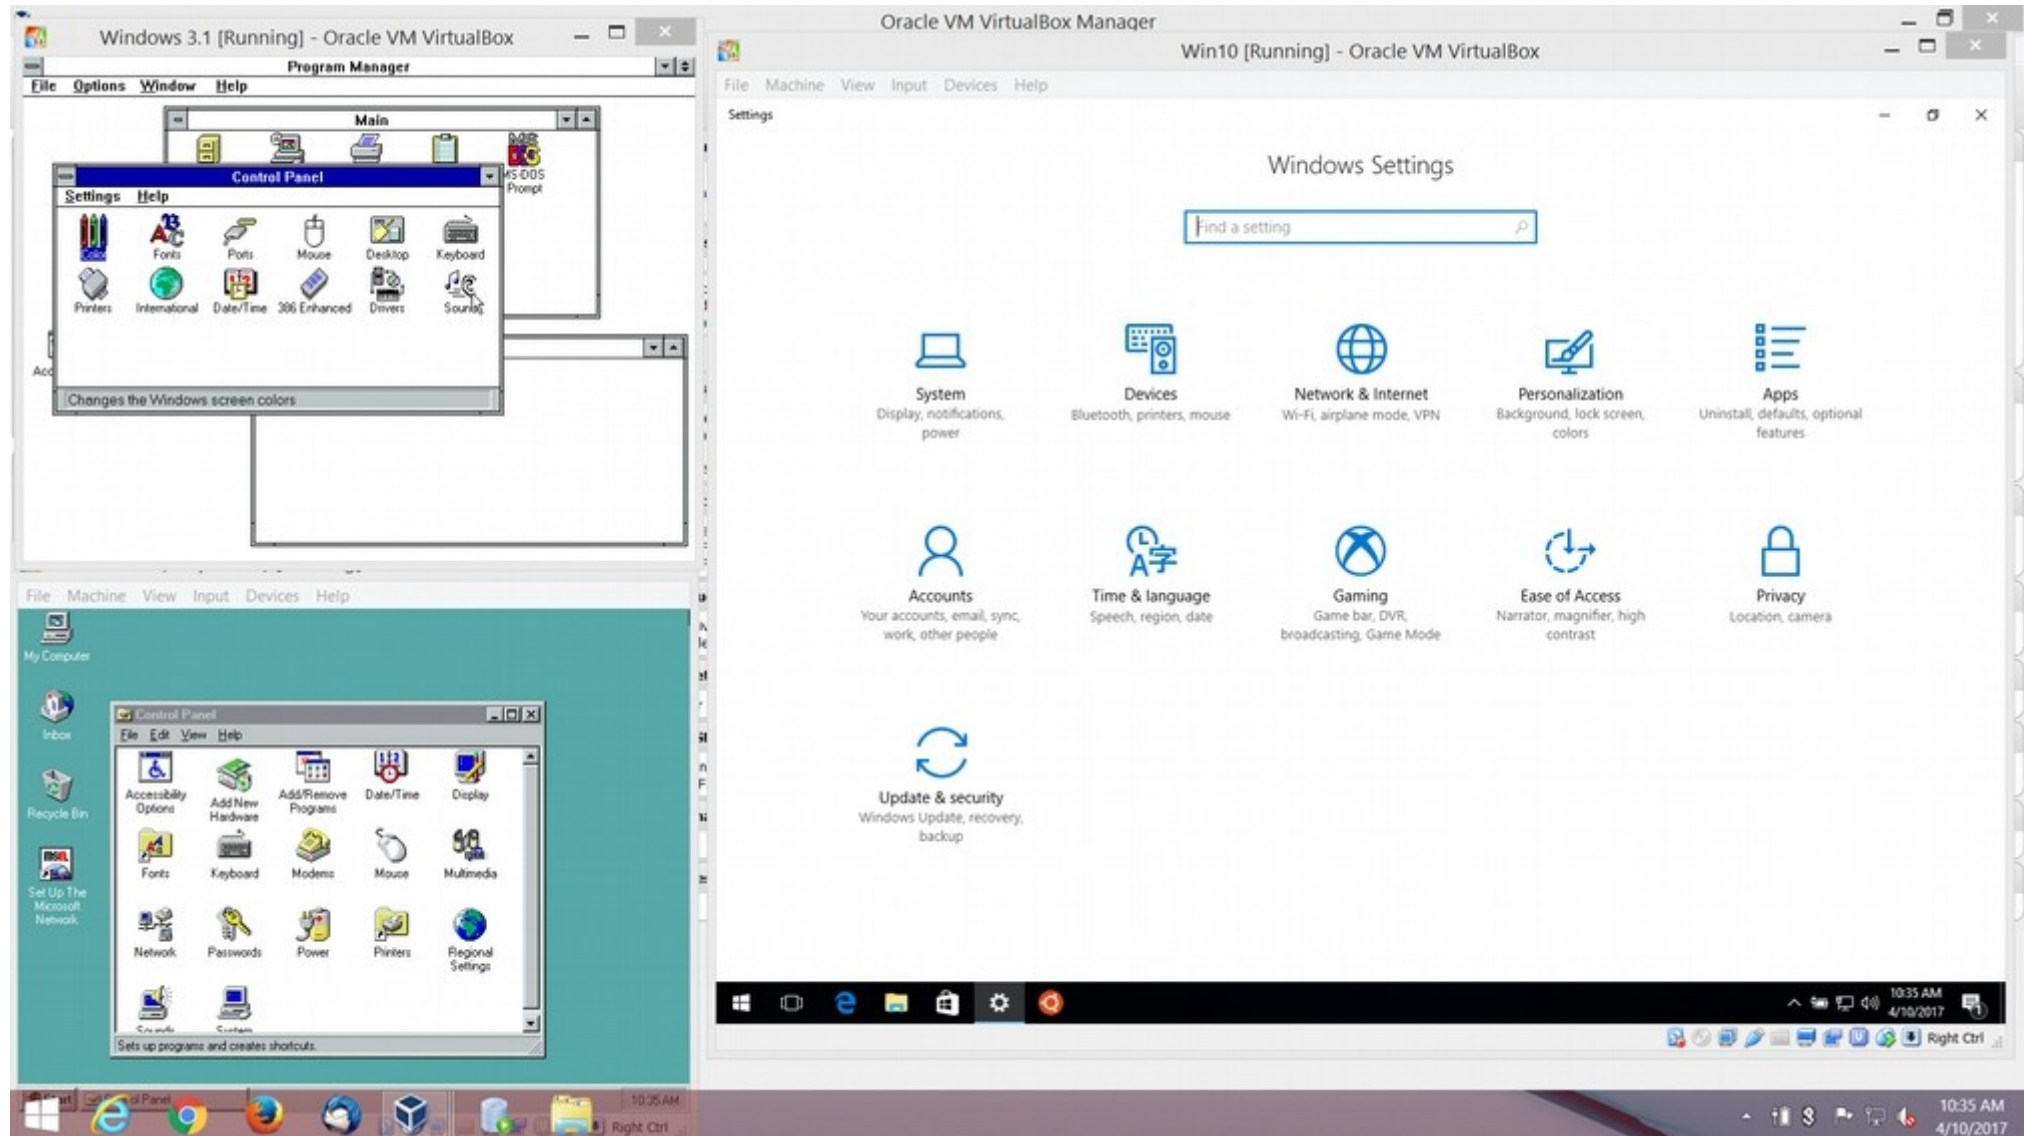 Oracle VM VirtualBox Manager
Windows 3.1 [Running] - Oracle VM VirtualBox
Program Manager
File Options Window Help
Main
MS-DOS
Prompt
Control Panel
Settings Help
Color Fonts Ports Mouse Desktop Keyboard
Printers International Date/Time 386 Enhanced Drivers Sound
Acc
Changes the Windows screen colors
File Machine View Input Devices Help
My Computer
Inbox
Recycle Bin
Set Up The
Microsoft
Network
Control Panel
File Edit View Help
Accessibility
Options
Add New
Hardware
Add/Remove
Programs
Date/Time
Display
Fonts Keyboard Modems Mouse Multimedia
Network Passwords Power Printers
Regional
Settings
Sounds System
Sets up programs and creates shortcuts.
Start
Control Panel
10:35 AM
Right Ctrl
Win10 [Running] - Oracle VM VirtualBox
File Machine View Input Devices Help
Settings
Windows Settings
Find a setting
System
Display, notifications,
power
Devices
Bluetooth, printers, mouse
Network & Internet
Wi-Fi, airplane mode, VPN
Personalization
Background, lock screen,
colors
Apps
Uninstall, defaults, optional
features
Accounts
Your accounts, email, sync,
work, other people
Time & language
Speech, region, date
Gaming
Game bar, DVR,
broadcasting, Game Mode
Ease of Access
Narrator, magnifier, high
contrast
Privacy
Location, camera
Update & security
Windows Update, recovery,
backup
10:35 AM
4/10/2017
Right Ctrl
10:35 AM
4/10/2017